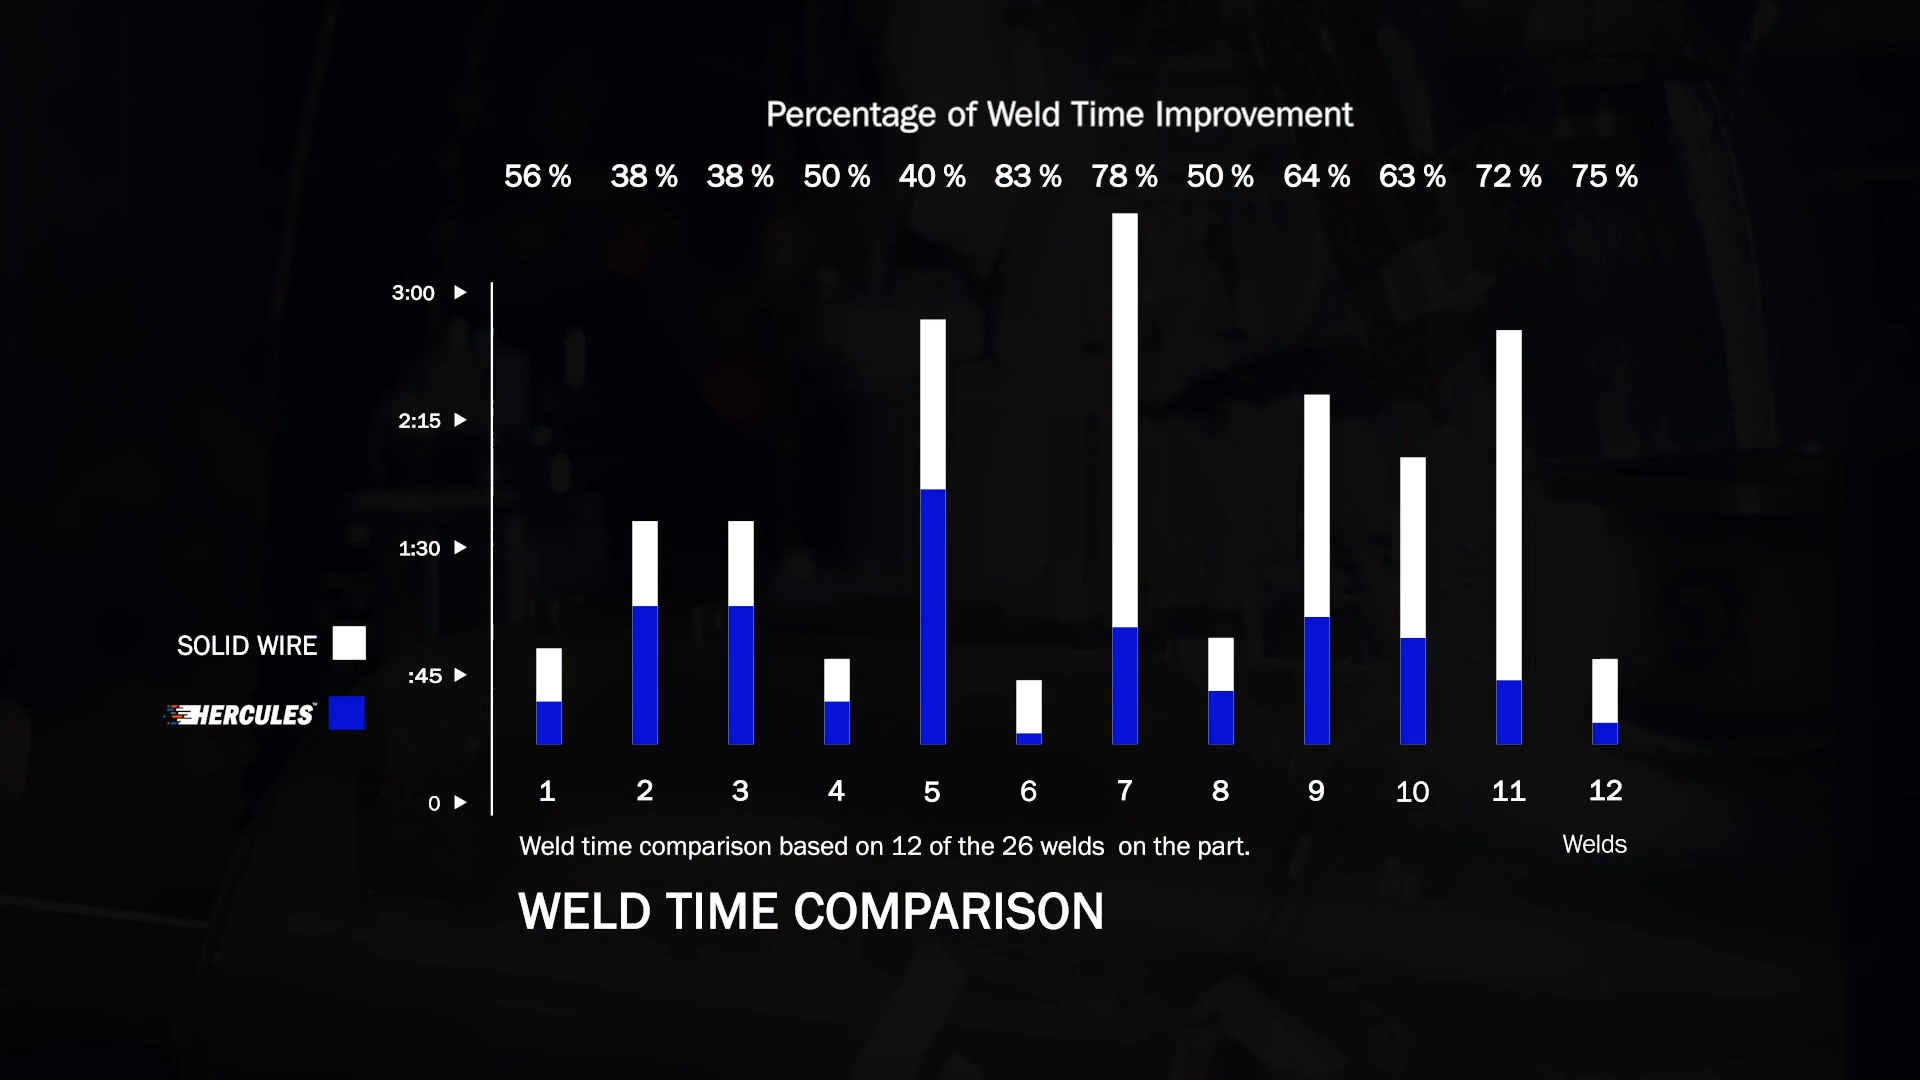 Percentage of Weld Time Improvement
56 % 38 % 38 % 50 % 40 % 83 % 78 % 50 % 64 % 63 % 72 % 75 %
3:00
2:15
1:30
:45
0
SOLID WIRE
HERCULES™
1 2 3 4 5 6 7 8 9 10 11 12
Weld time comparison based on 12 of the 26 welds on the part.
Welds
WELD TIME COMPARISON